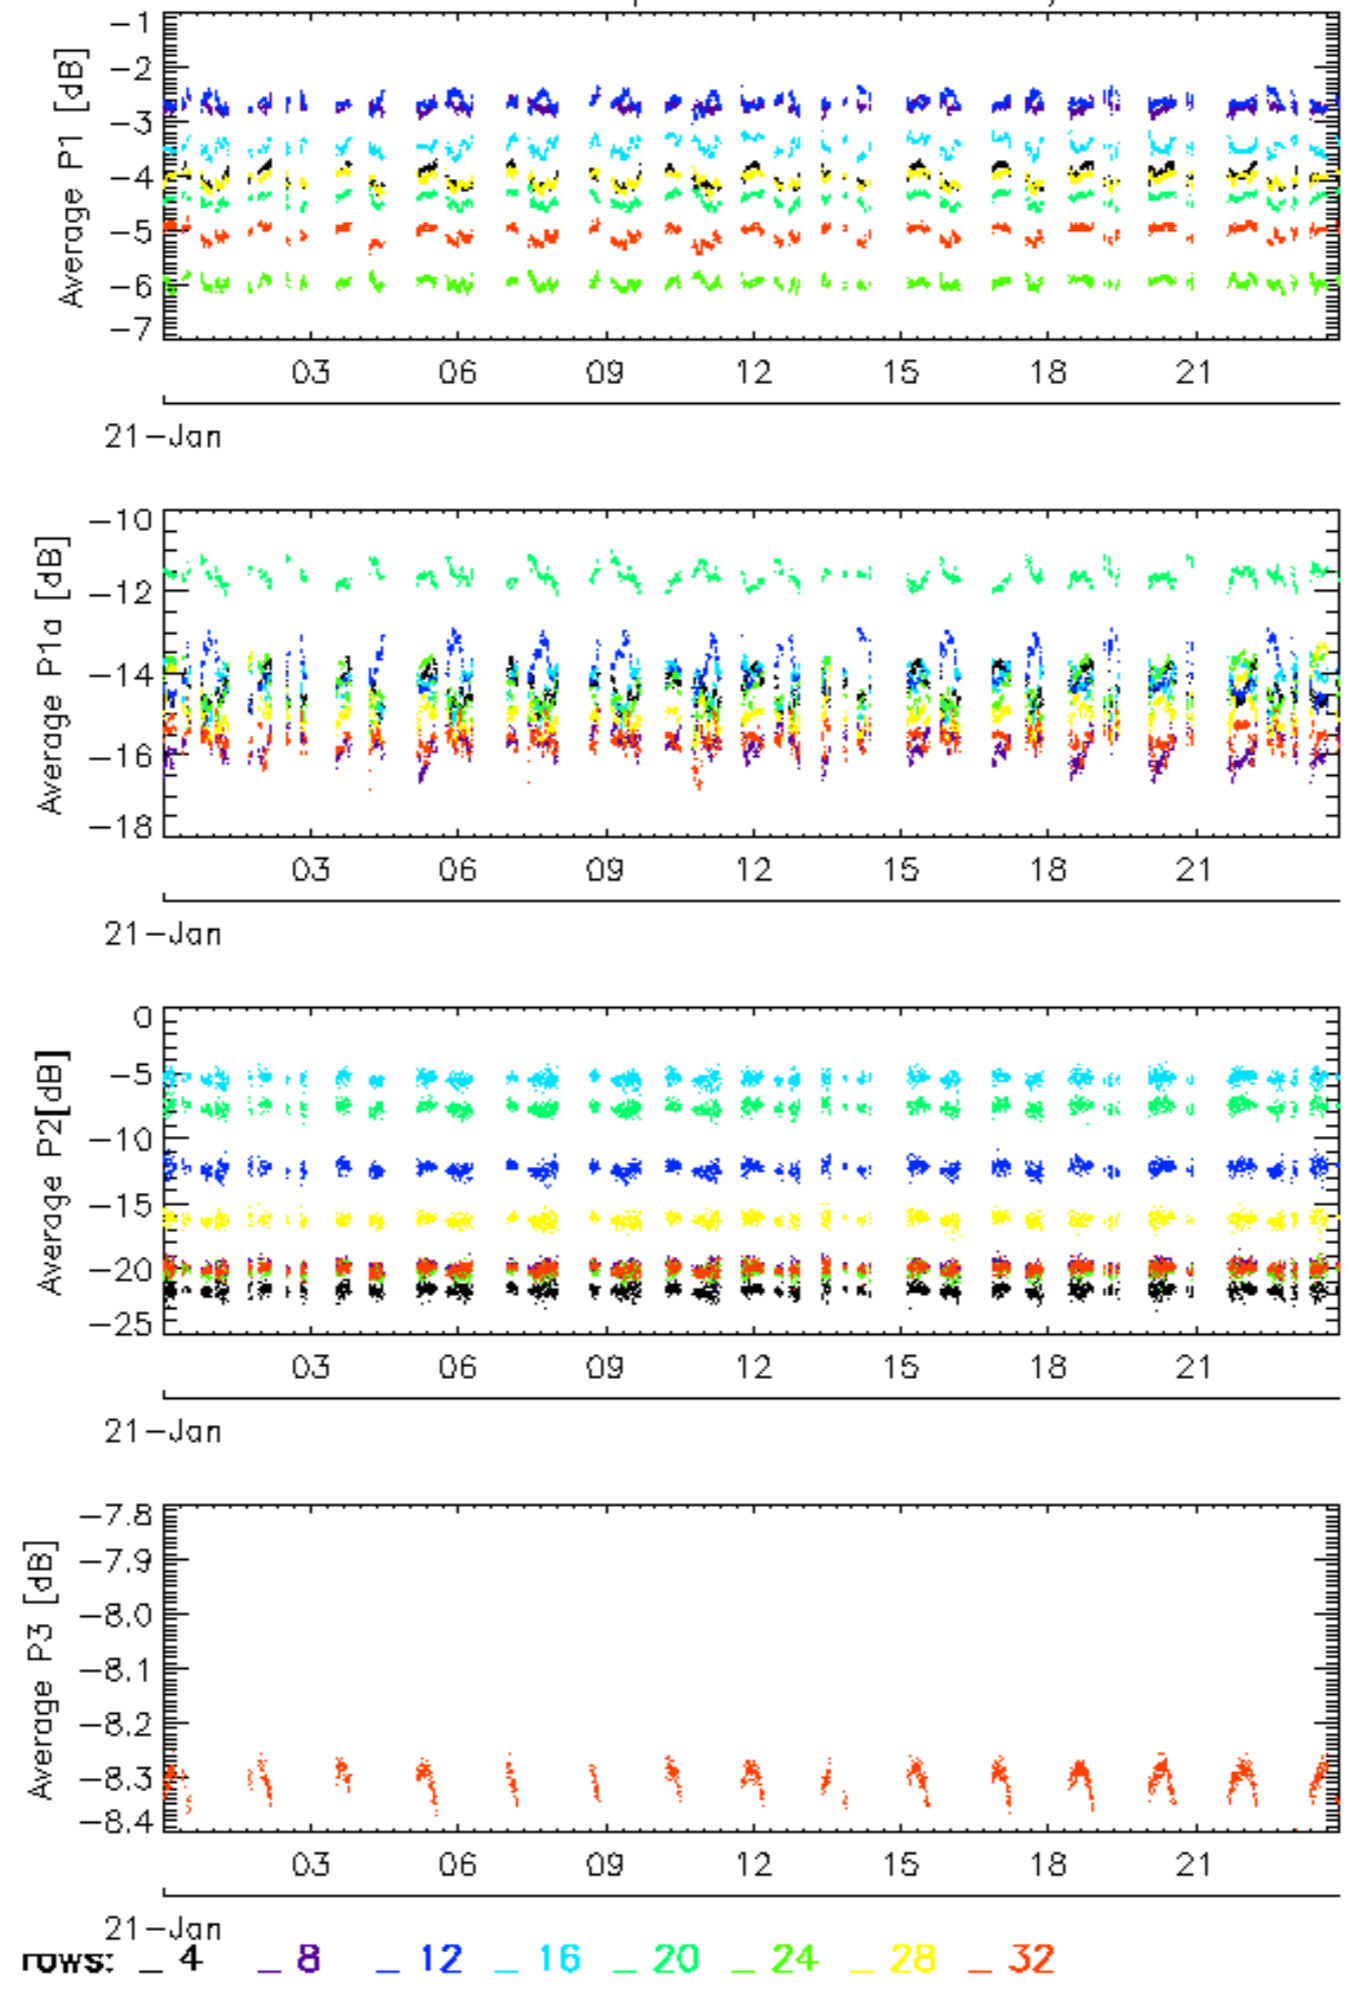 Average P1 [dB]
-1
-2
-3
-4
-5
-6
-7
03 06 09 12 15 18 21
21-Jan
Average P1a [dB]
-10
-12
-14
-16
-18
03 06 09 12 15 18 21
21-Jan
Average P2[dB]
0
-5
-10
-15
-20
-25
03 06 09 12 15 18 21
21-Jan
Average P3 [dB]
-7.8
-7.9
-8.0
-8.1
-8.2
-8.3
-8.4
03 06 09 12 15 18 21
21-Jan
rows: _ 4 _ 8 _ 12 _ 16 _ 20 _ 24 _ 28 _ 32